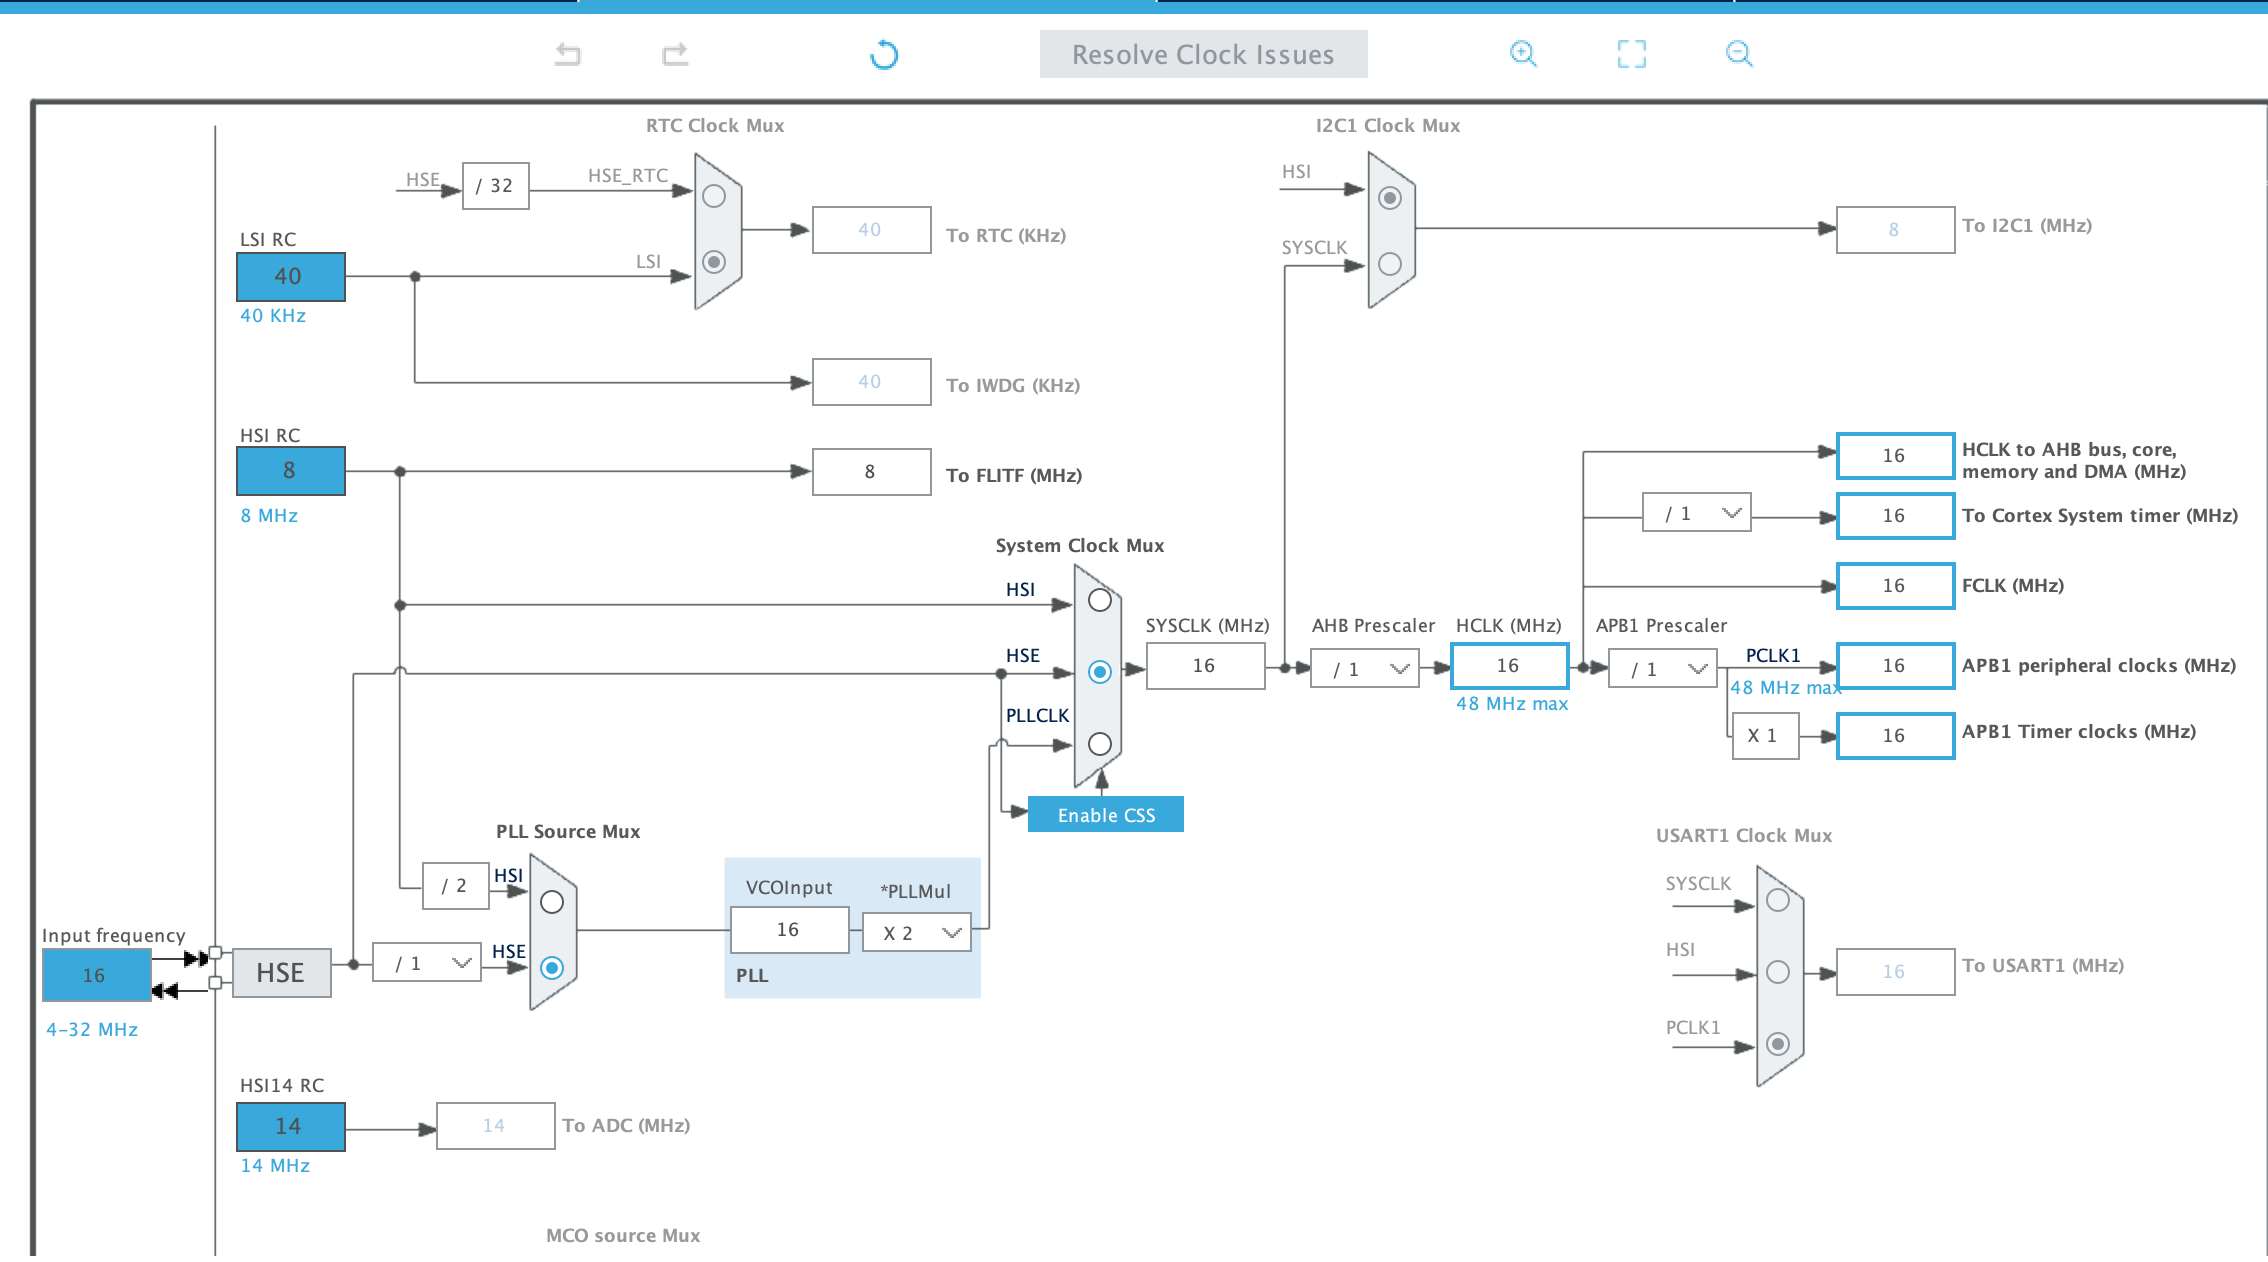 Resolve Clock Issues
RTC Clock Mux
I2C1 Clock Mux
HSE
/ 32
HSE_RTC
HSI
40
To RTC (KHz)
8
To I2C1 (MHz)
LSI RC
40
40 KHz
LSI
SYSCLK
40
To IWDG (KHz)
HSI RC
8
8 MHz
8
To FLITF (MHz)
16
HCLK to AHB bus, core,
memory and DMA (MHz)
/ 1
16
To Cortex System timer (MHz)
System Clock Mux
HSI
HSE
PLLCLK
16
FCLK (MHz)
SYSCLK (MHz)
16
AHB Prescaler
/ 1
HCLK (MHz)
16
48 MHz max
APB1 Prescaler
/ 1
PCLK1
48 MHz max
16
APB1 peripheral clocks (MHz)
X 1
16
APB1 Timer clocks (MHz)
Enable CSS
PLL Source Mux
/ 2
HSI
VCOInput
16
*PLLMul
X 2
PLL
Input frequency
16
4-32 MHz
HSE
/ 1
HSE
USART1 Clock Mux
SYSCLK
HSI
PCLK1
16
To USART1 (MHz)
HSI14 RC
14
14 MHz
14
To ADC (MHz)
MCO source Mux